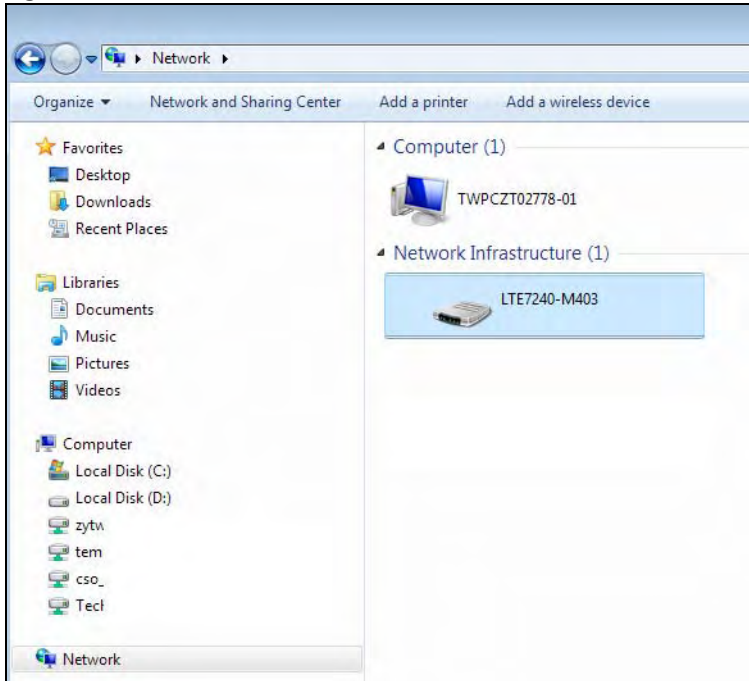 Network
Organize Network and Sharing Center Add a printer Add a wireless device
Favorites
Desktop
Downloads
Recent Places
Libraries
Documents
Music
Pictures
Videos
Computer
Local Disk (C:)
Local Disk (D:)
tem
cso_
Network
Computer (1)
TWPCZT02778-01
Network Infrastructure (1)
LTE7240-M403